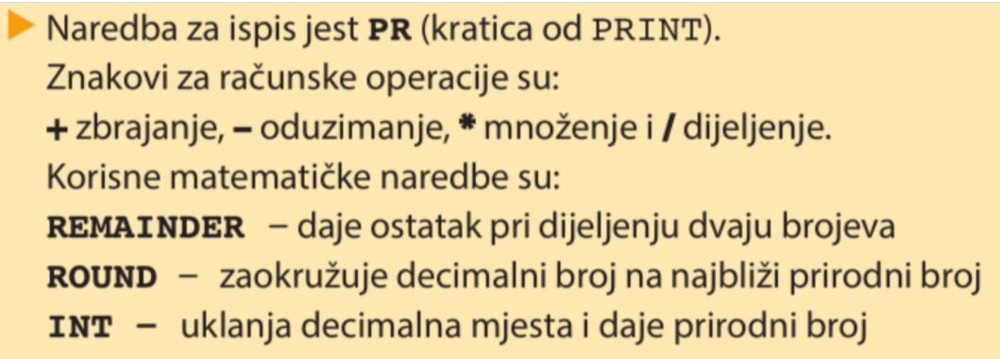 Naredba za ispis jest PR (kratica od PRINT).
Znakovi za računske operacije su:
+ zbrajanje, – oduzimanje, * množenje i / dijeljenje.
Korisne matematičke naredbe su:
REMAINDER – daje ostatak pri dijeljenju dvaju brojeva
ROUND – zaokružuje decimalni broj na najbliži prirodni broj
INT – uklanja decimalna mjesta i daje prirodni broj